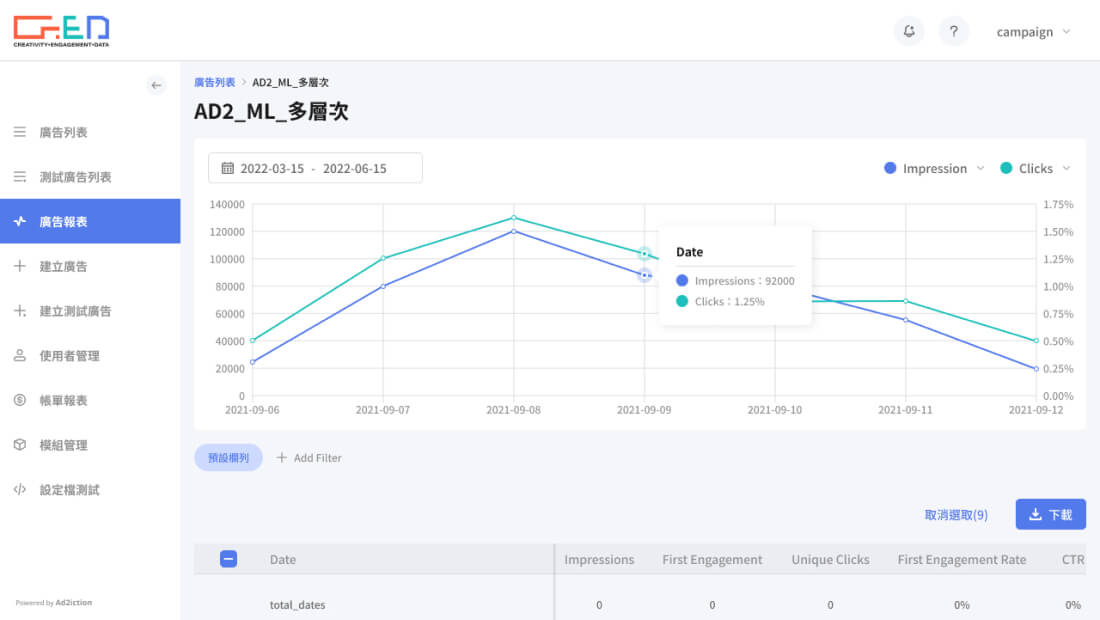 CREATIVITY•ENGAGEMENT•DATA
?
campaign
廣告列表
測試廣告列表
廣告報表
建立廣告
建立測試廣告
使用者管理
帳單報表
模組管理
設定檔測試
Powered by Ad2iction
廣告列表 > AD2_ML_多層次
AD2_ML_多層次
2022-03-15 - 2022-06-15
Impression
Clicks
140000
120000
100000
80000
60000
40000
20000
0
1.75%
1.50%
1.25%
1.00%
0.75%
0.50%
0.25%
0.00%
2021-09-06
2021-09-07
2021-09-08
2021-09-09
2021-09-10
2021-09-11
2021-09-12
Date
Impressions：92000
Clicks：1.25%
預設欄列
Add Filter
取消選取(9)
下載
Date Impressions First Engagement Unique Clicks First Engagement Rate CTR
total_dates 0 0 0 0% 0%